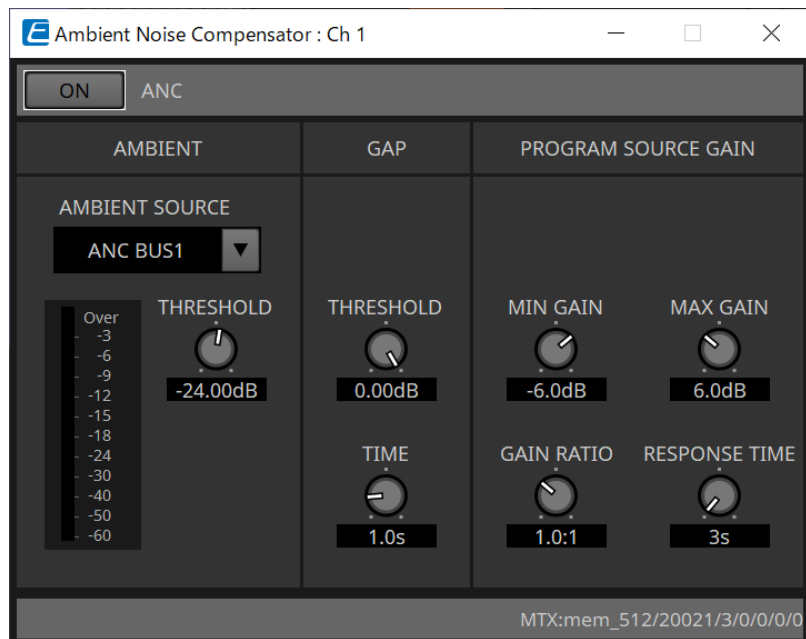 Ambient Noise Compensator : Ch 1
ON ANC
AMBIENT GAP PROGRAM SOURCE GAIN
AMBIENT SOURCE
ANC BUS1
THRESHOLD THRESHOLD MIN GAIN MAX GAIN
-24.00dB 0.00dB -6.0dB 6.0dB
Over
-3
-6
-9
-12
-15
-18
-24
-30
-40
-50
-60
TIME GAIN RATIO RESPONSE TIME
1.0s 1.0:1 3s
MTX:mem_512/20021/3/0/0/0/0